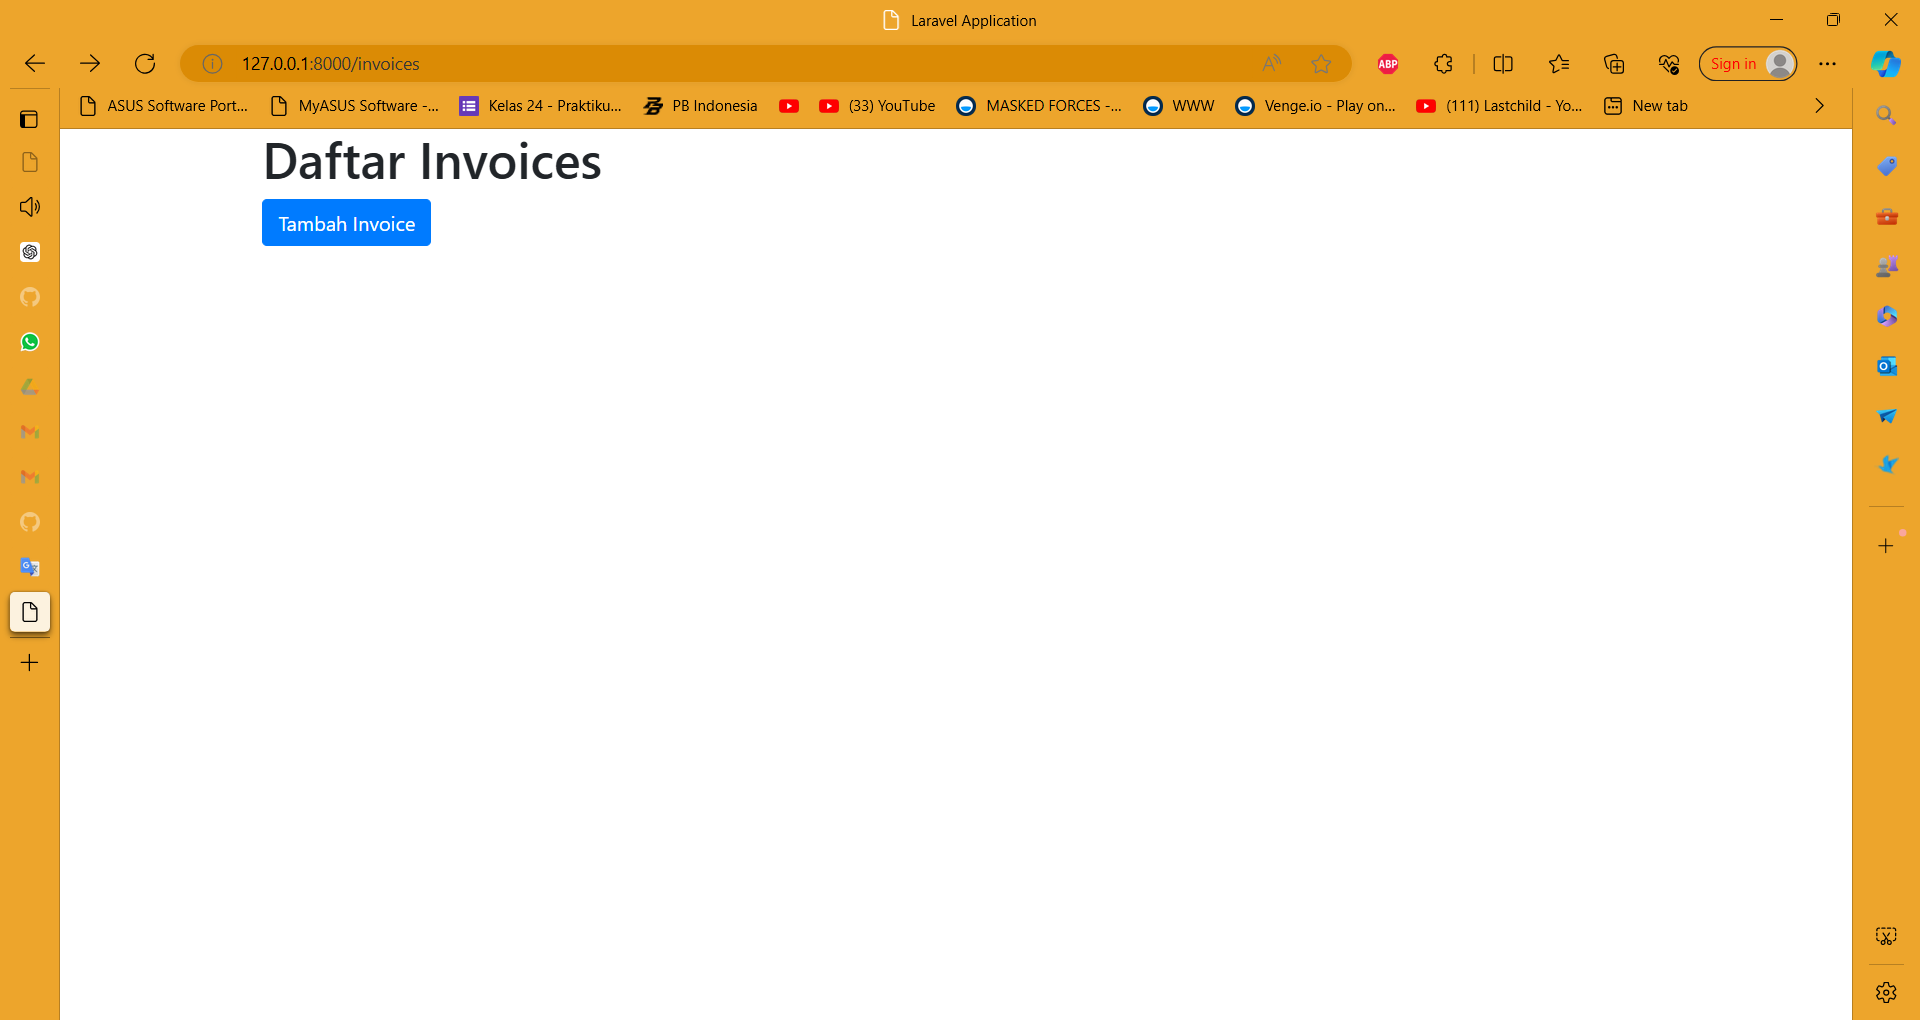 Laravel Application
127.0.0.1:8000/invoices
ABP
Sign in
ASUS Software Port...
MyASUS Software -...
Kelas 24 - Praktiku...
PB Indonesia
(33) YouTube
MASKED FORCES -...
WWW
Venge.io - Play on...
(111) Lastchild - Yo...
New tab
Daftar Invoices
Tambah Invoice